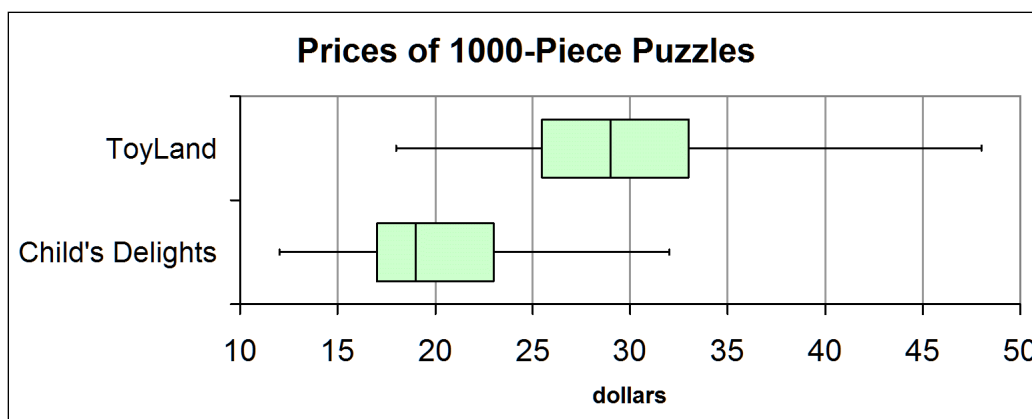 Prices of 1000-Piece Puzzles
ToyLand
Child's Delights
10 15 20 25 30 35 40 45 50
dollars